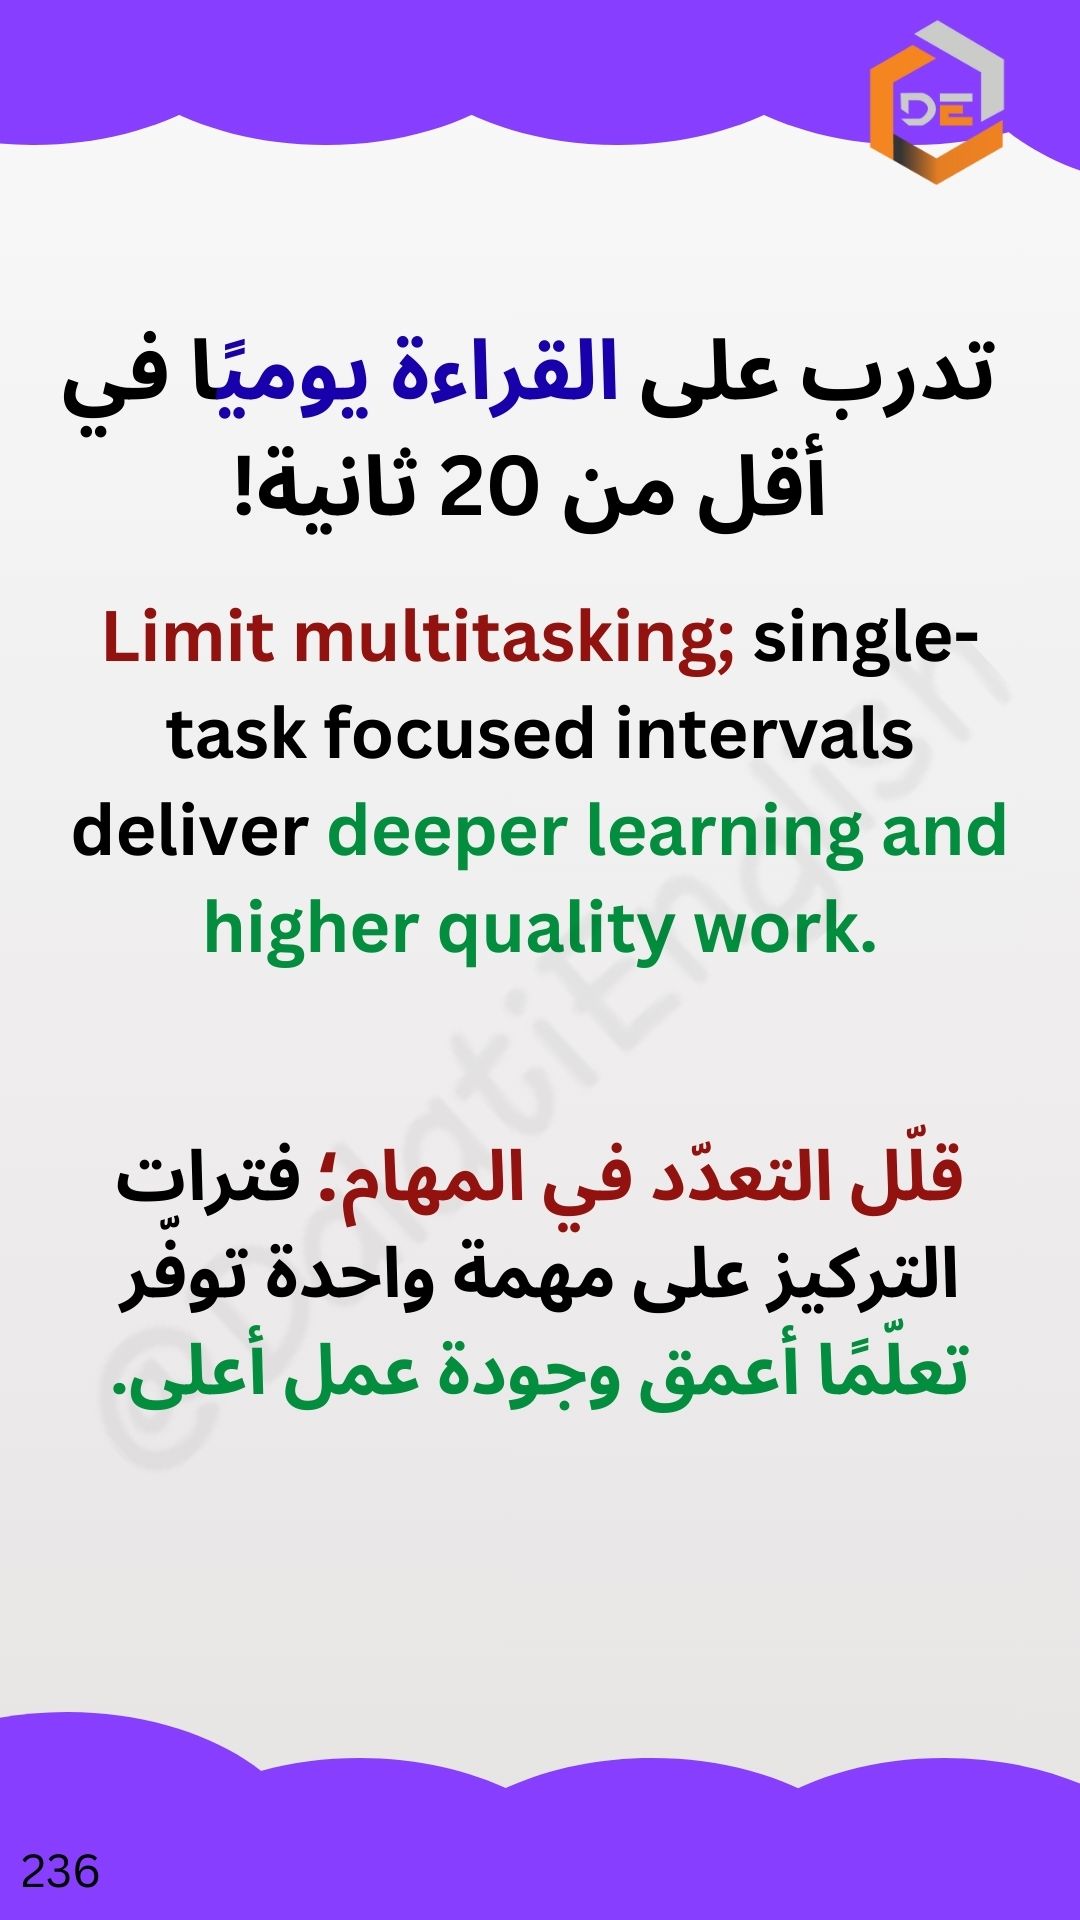 DE
تدرب على القراءة يوميًا في
أقل من 20 ثانية!
Limit multitasking; single-
task focused intervals
deliver deeper learning and
higher quality work.
@DdatiEnglish
قلّل التعدّد في المهام؛ فترات
التركيز على مهمة واحدة توفّر
تعلّمًا أعمق وجودة عمل أعلى.
236